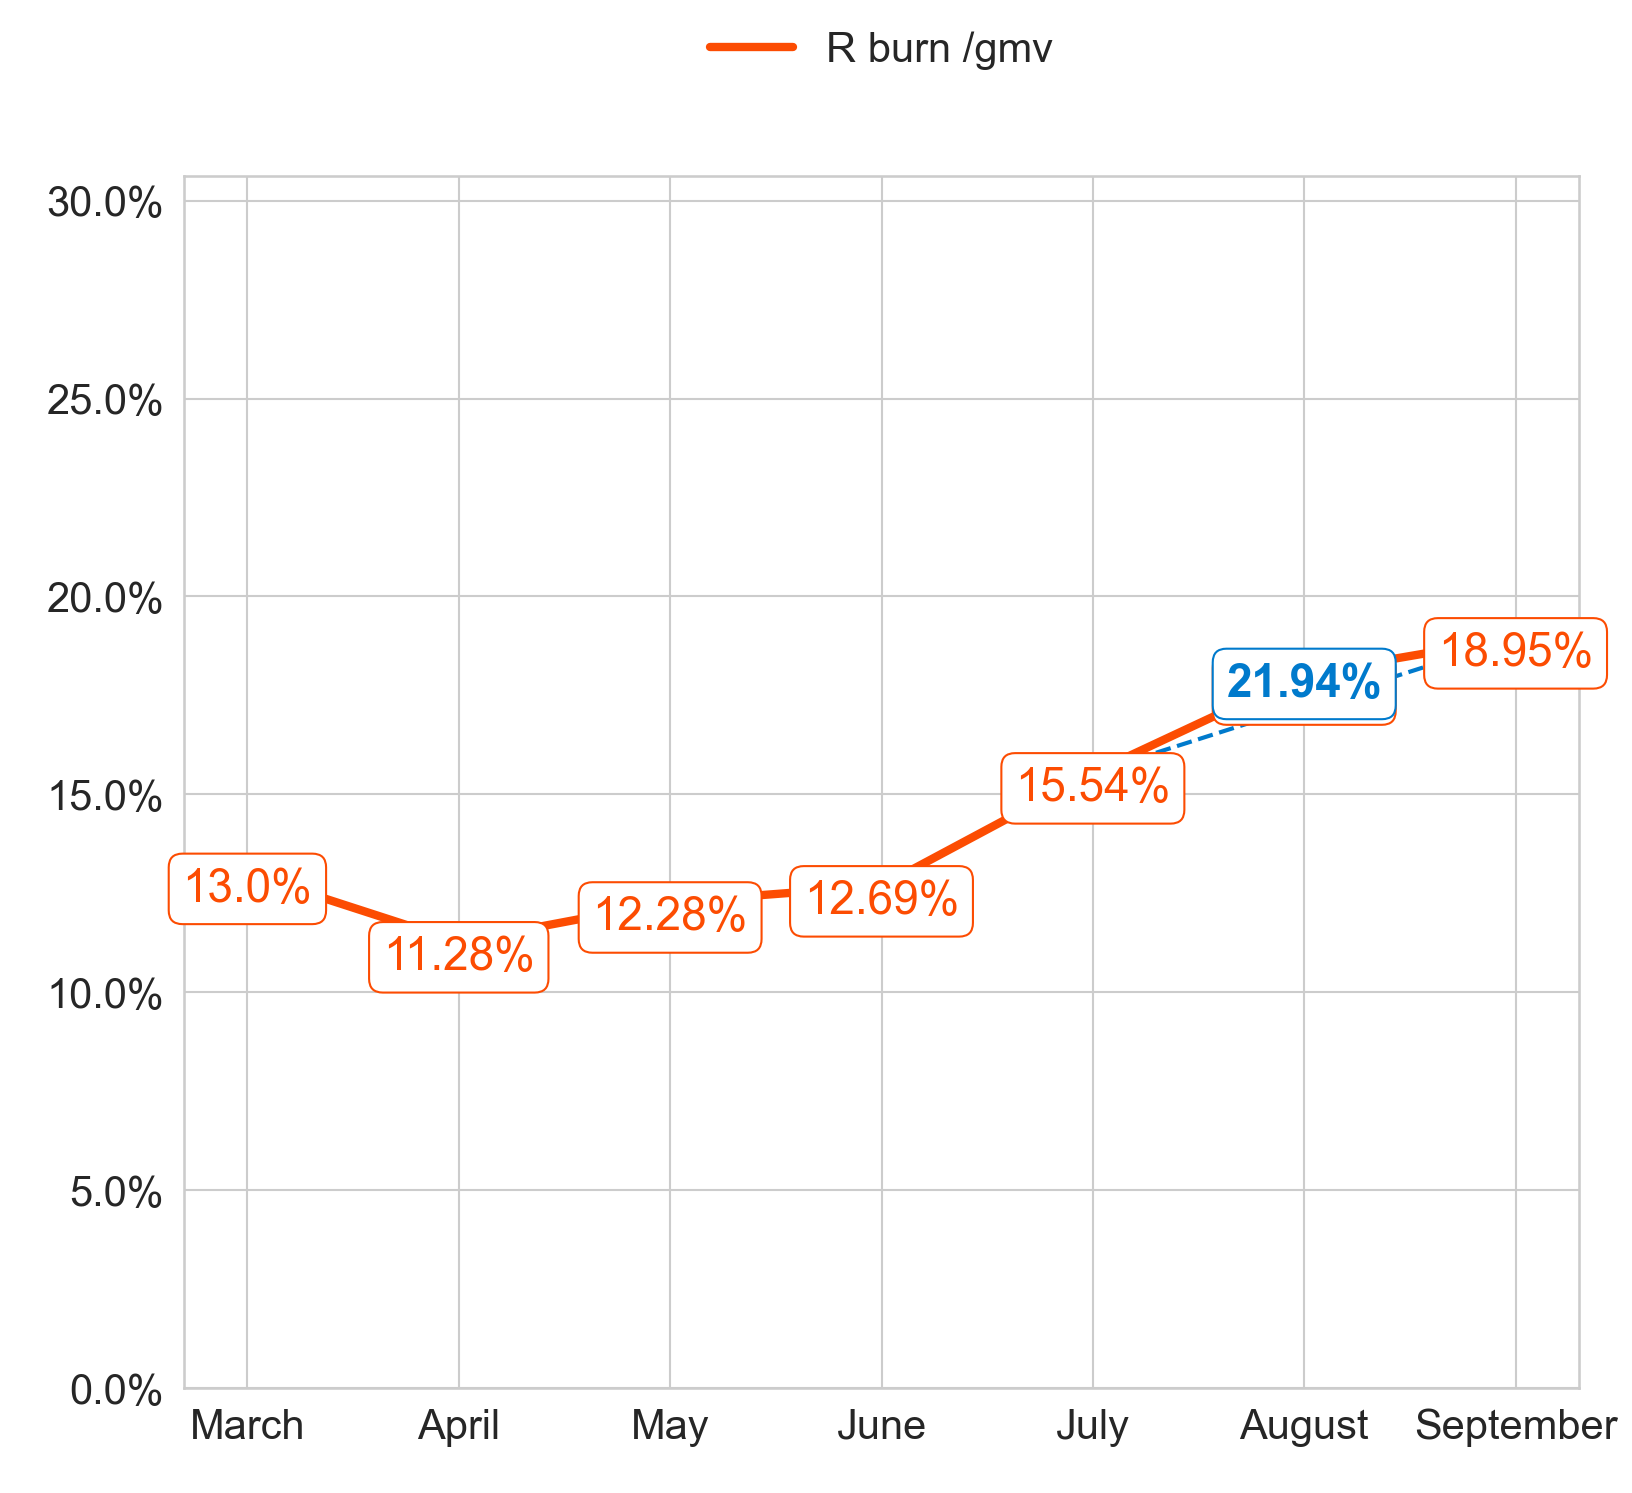 R burn /gmv
30.0%
25.0%
20.0%
15.0%
10.0%
5.0%
0.0%
13.0%
11.28%
12.28%
12.69%
15.54%
21.94%
18.95%
March
April
May
June
July
August
September